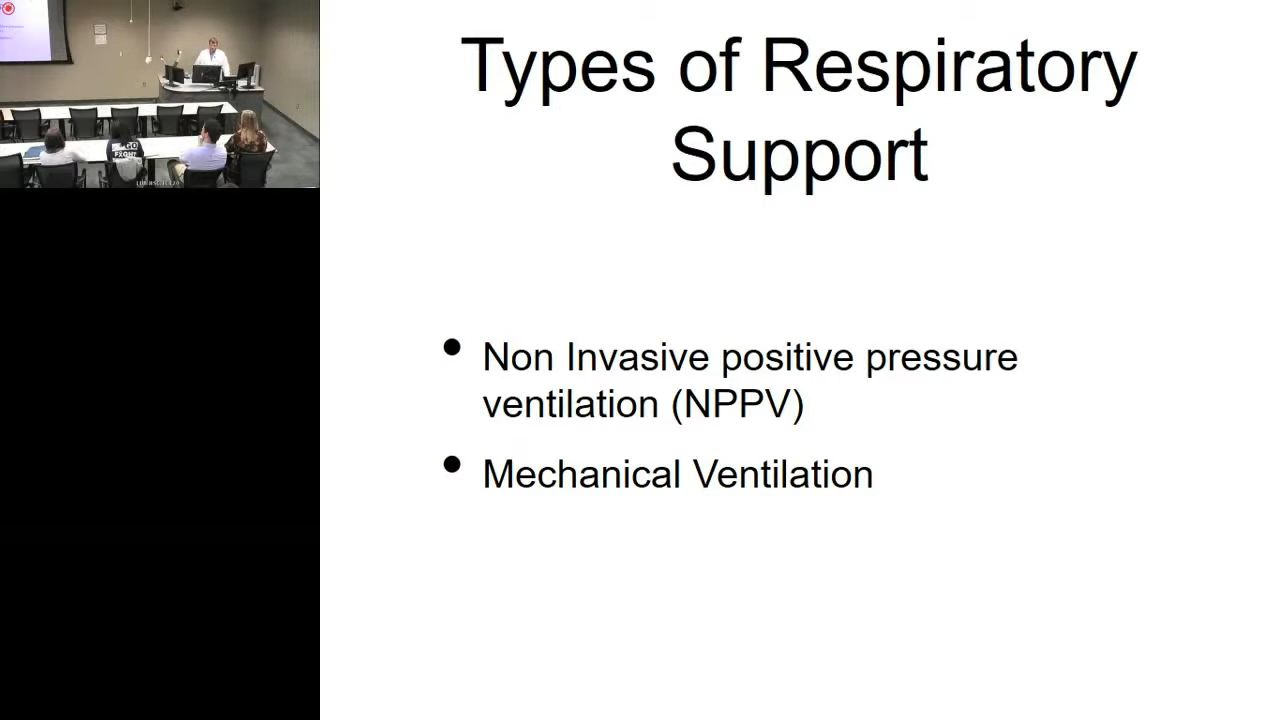 Types of Respiratory
Support
• Non Invasive positive pressure
ventilation (NPPV)
• Mechanical Ventilation